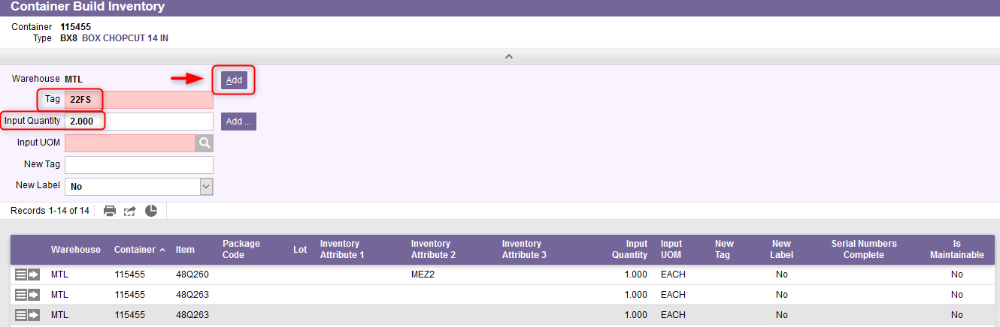 Container Build Inventory
Container 115455
Type BX8 BOX CHOPCUT 14 IN
Warehouse MTL Add
Tag 22FS
Input Quantity 2.000 Add ...
Input UOM
New Tag
New Label No
Records 1-14 of 14
Warehouse Container Item Package Code Lot Inventory Attribute 1 Inventory Attribute 2 Inventory Attribute 3 Input Quantity Input UOM New Tag New Label Serial Numbers Complete Is Maintainable
MTL 115455 48Q260 MEZ2 1.000 EACH No No
MTL 115455 48Q263 1.000 EACH No No
MTL 115455 48Q263 1.000 EACH No No